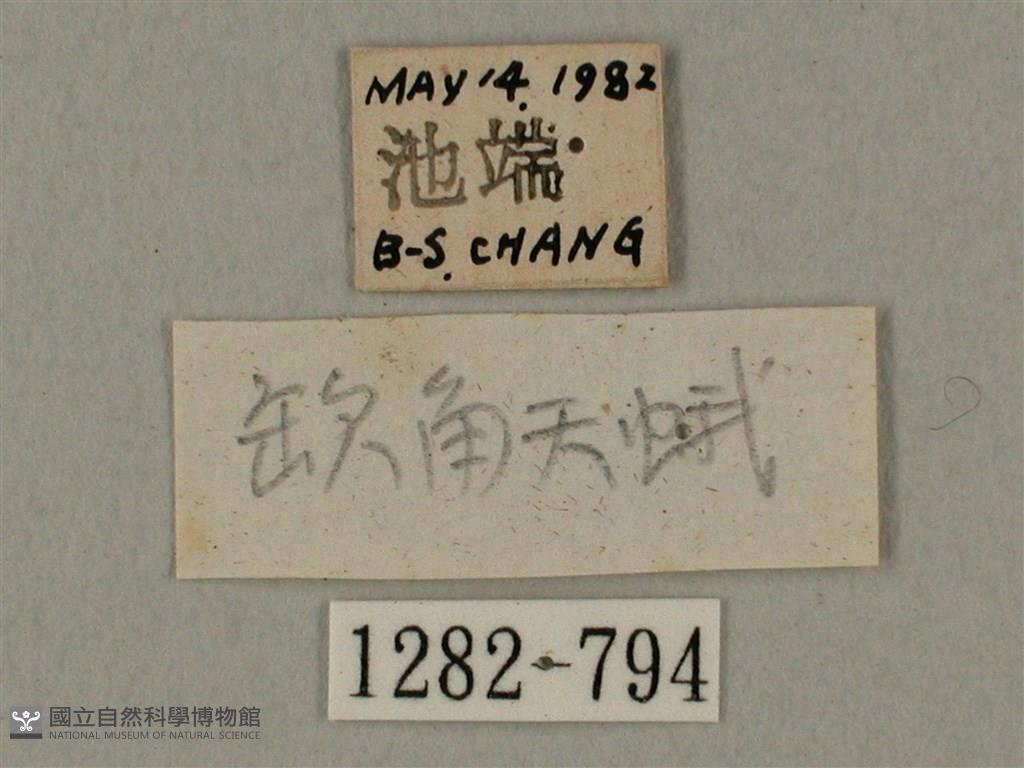 MAY 14. 1982
池端
B-S. CHANG
缺角天蛾
1282-794
國立自然科學博物館
NATIONAL MUSEUM OF NATURAL SCIENCE